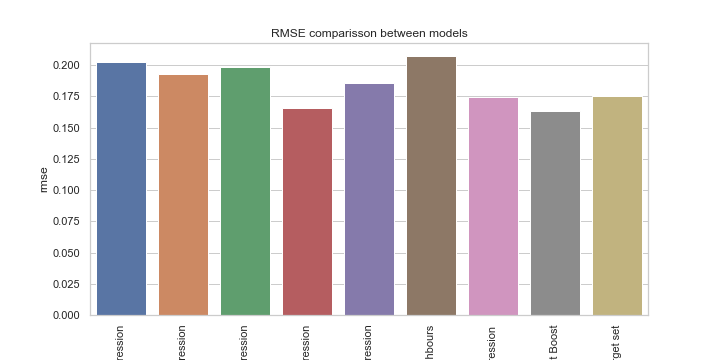 RMSE comparisson between models
rmse
0.200
0.175
0.150
0.125
0.100
0.075
0.050
0.025
0.000
ression
ression
ression
ression
ression
hbours
ression
t Boost
rget set